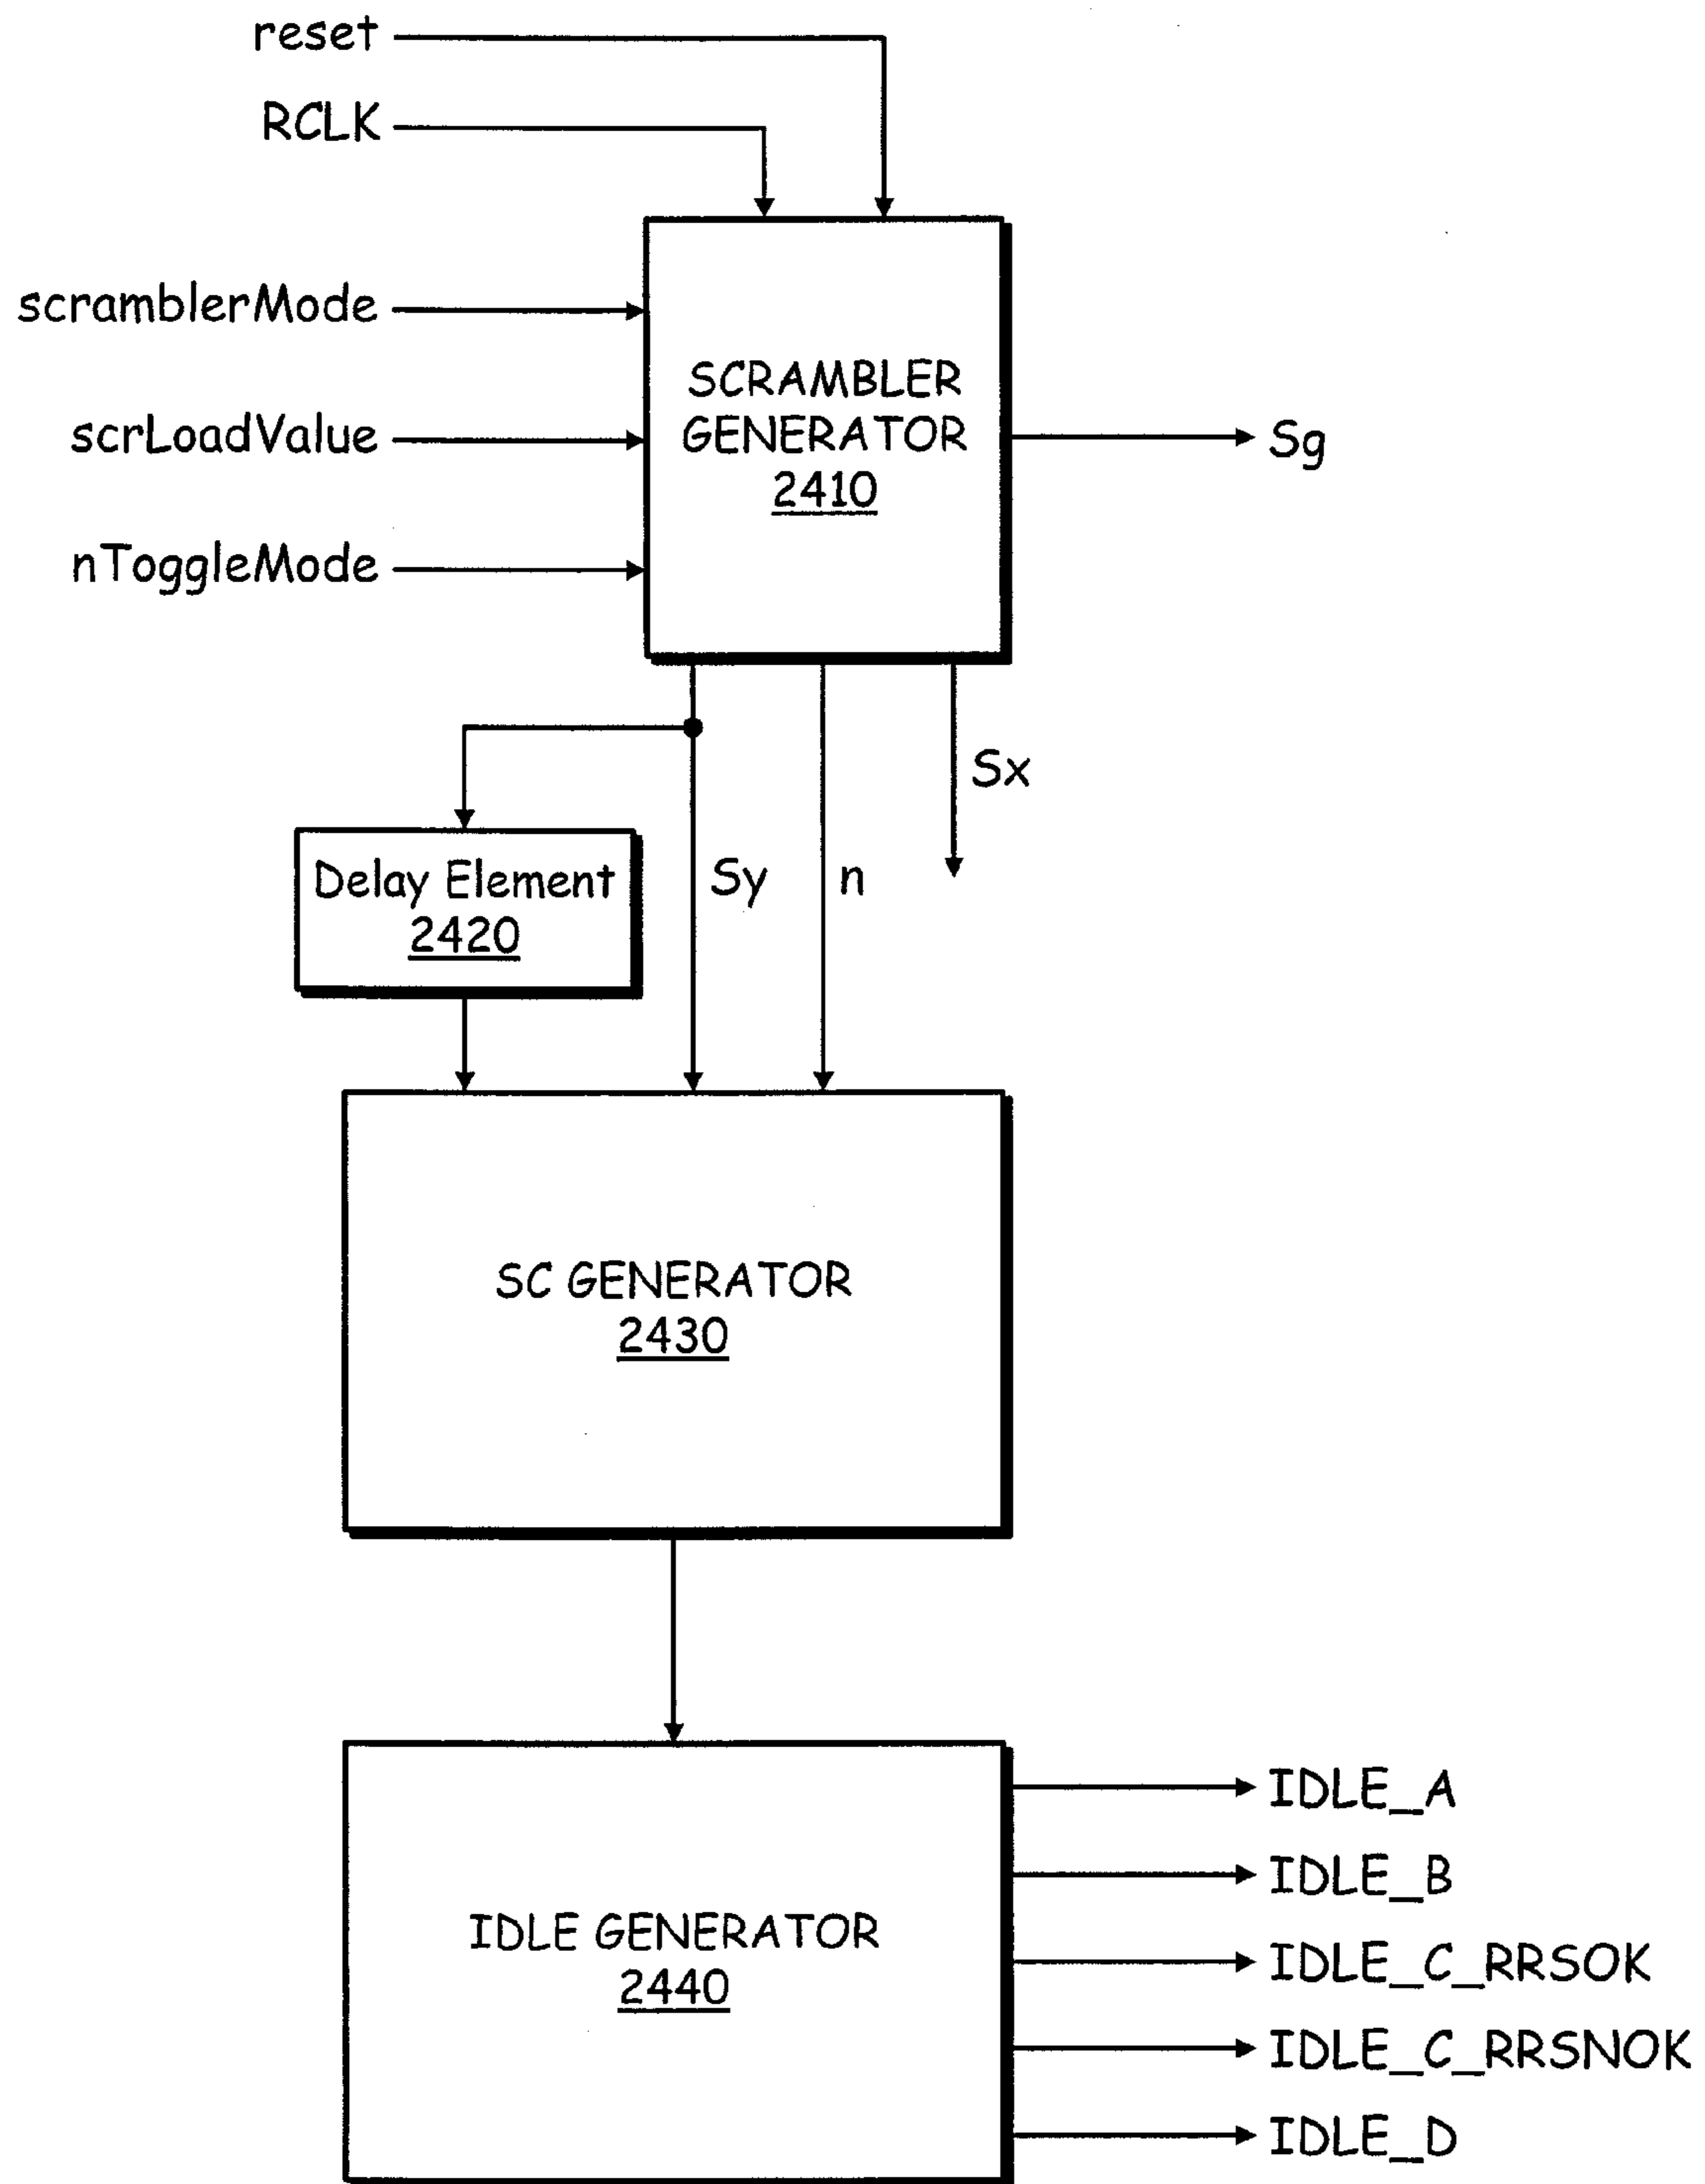 reset
RCLK
scramblerMode
scrLoadValue
nToggleMode
SCRAMBLER
GENERATOR
2410
Sg
Sx
Sy
n
Delay Element
2420
SC GENERATOR
2430
IDLE GENERATOR
2440
IDLE_A
IDLE_B
IDLE_C_RRSOK
IDLE_C_RRSNOK
IDLE_D